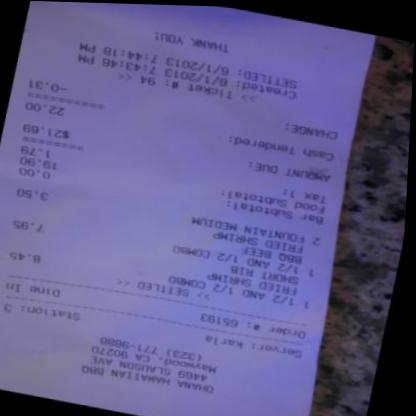 OHANA HAWAIIAN BBQ
4469 SLAUSON AVE
Maywood, CA 90270
(323) 771-9888
Server: karla
Station: 3
Order #: 65193
Dine In
>> SETTLED <<
1 1/2 AND 1/2 COMBO 8.45
FRIED SHRIMP
SHORT RIB
1 1/2 AND 1/2 COMBO 7.95
BBQ BEEF
FRIED SHRIMP
2 FOUNTAIN MEDIUM 3.50
Bar Subtotal: 0.00
Food Subtotal: 19.90
Tax 1: 1.79
=========
AMOUNT DUE: $21.69
Cash Tendered: 22.00
==========
CHANGE: -0.31
>> Ticket #: 94 <<
Created: 6/1/2013 7:43:46 PM
SETTLED: 6/1/2013 7:44:18 PM
THANK YOU!